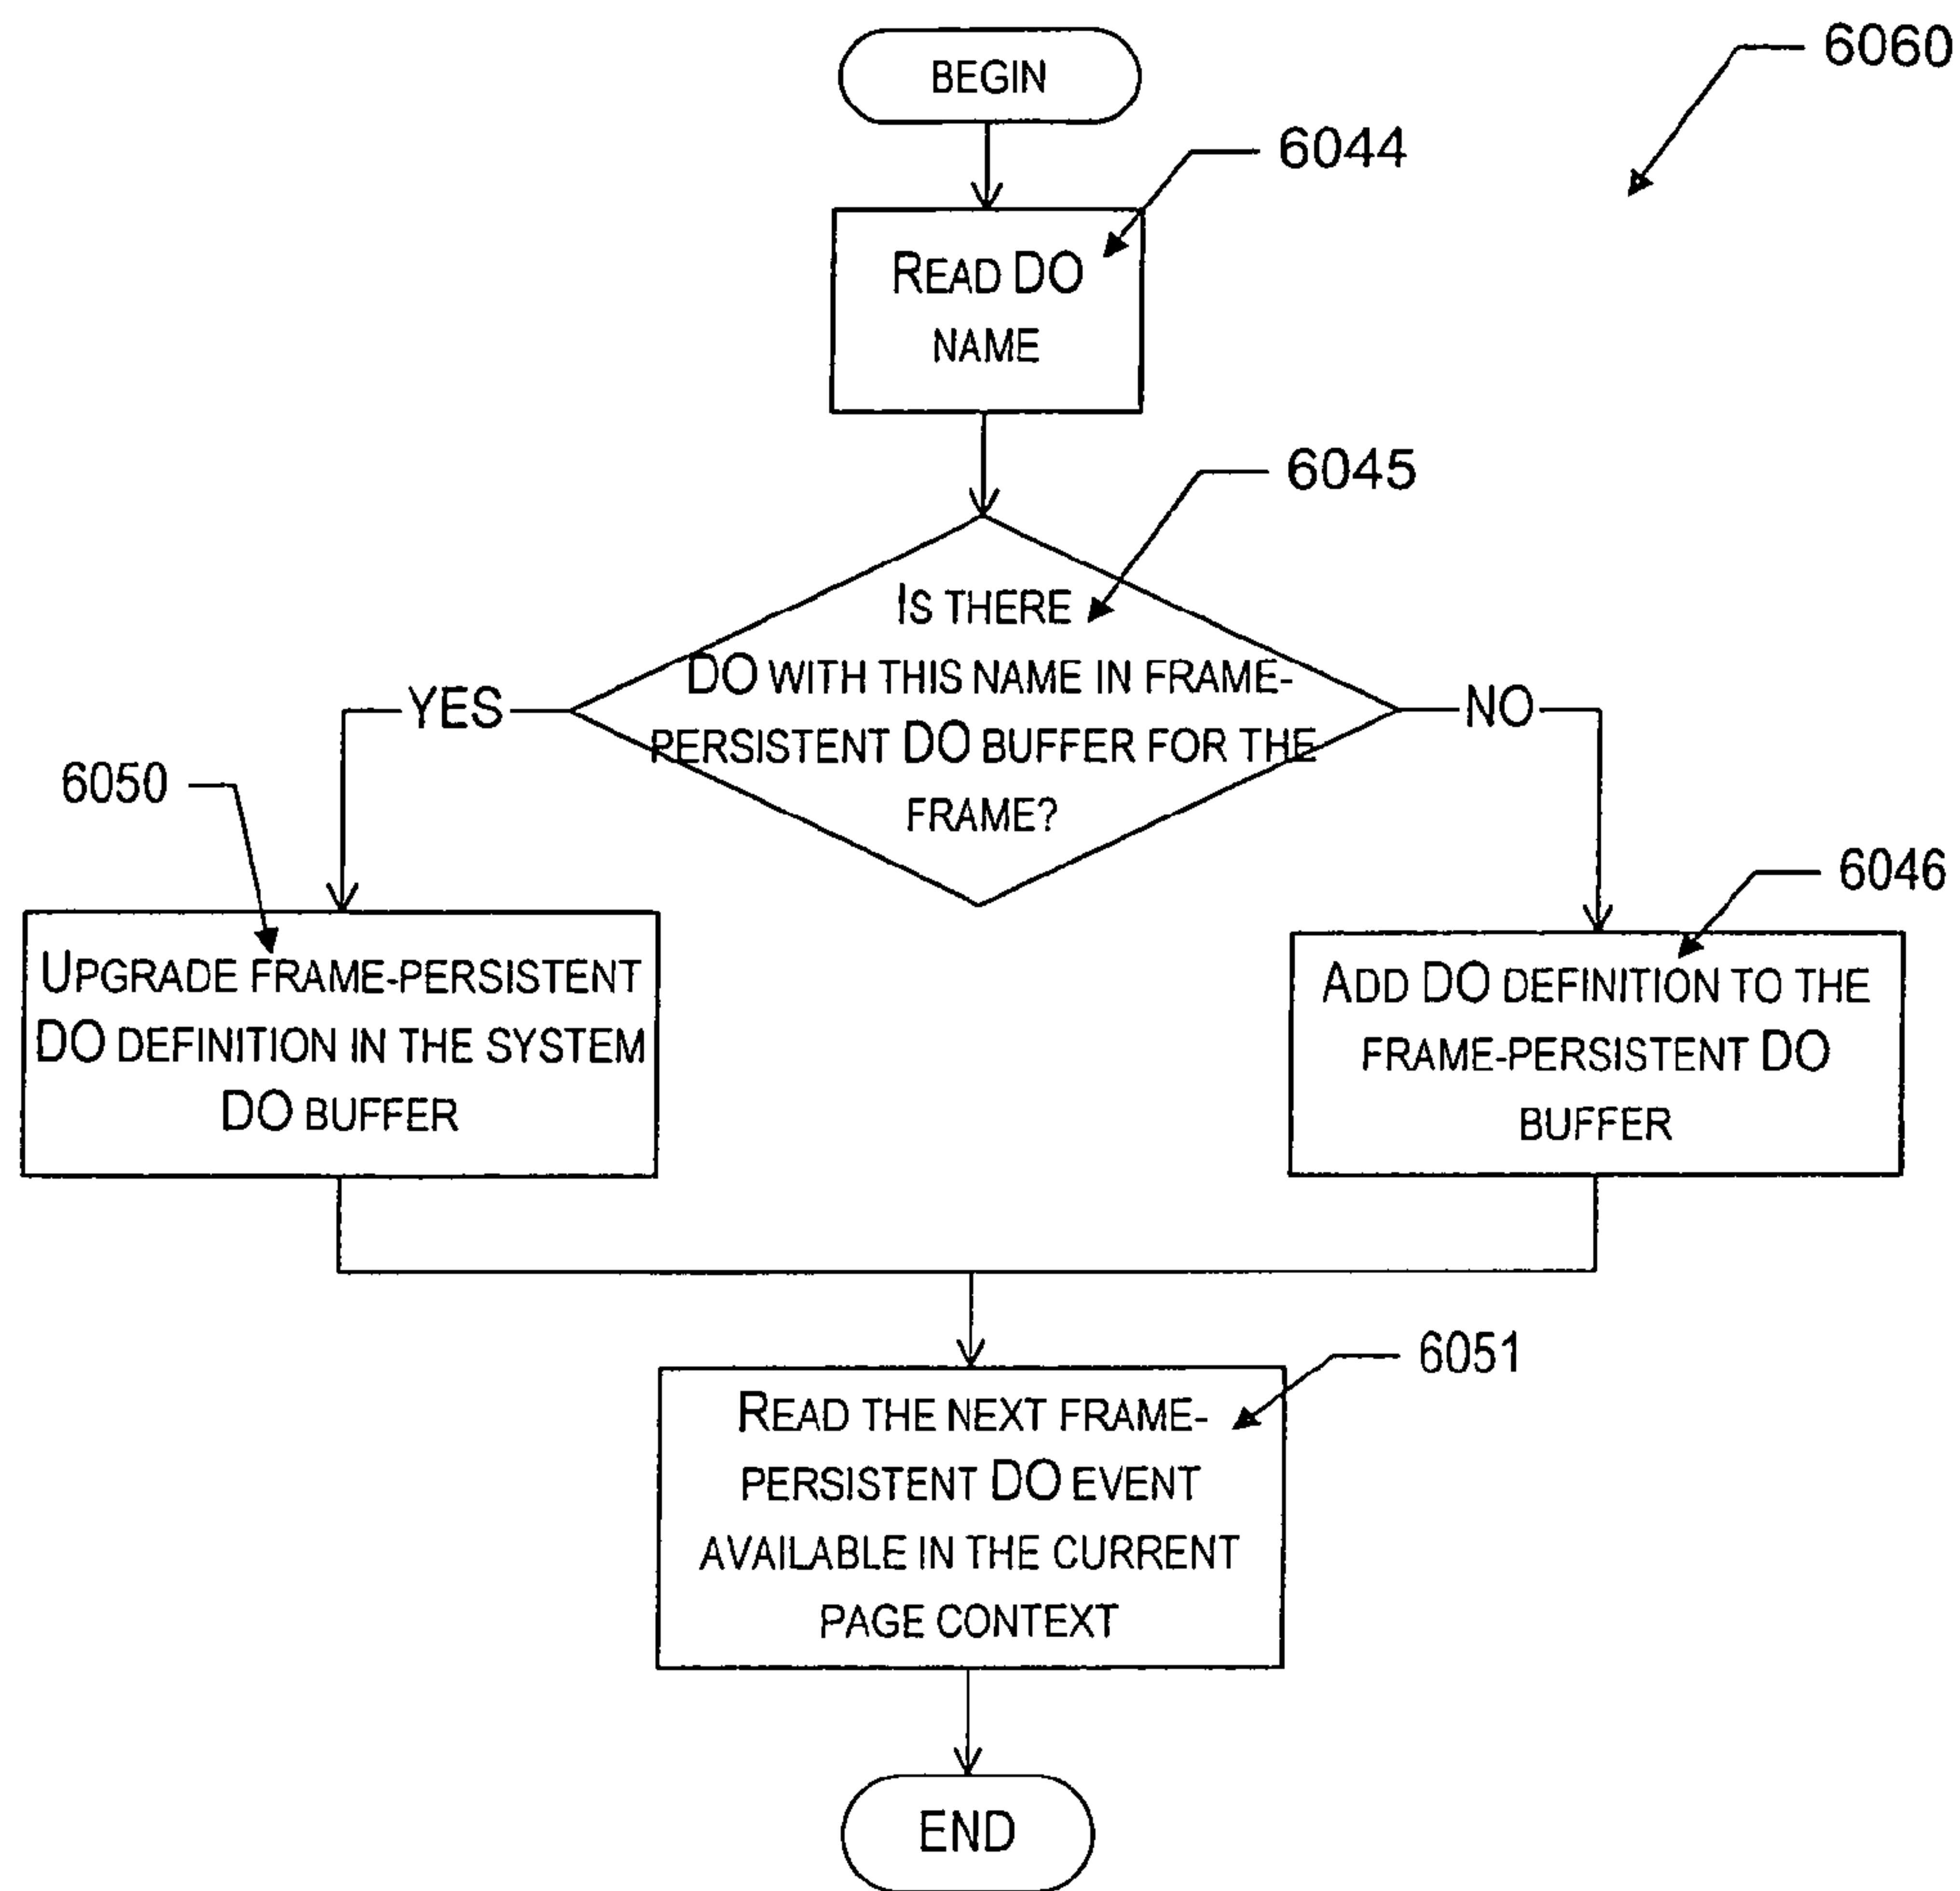 BEGIN
6060
6044
READ DO
NAME
6045
IS THERE
DO WITH THIS NAME IN FRAME-
PERSISTENT DO BUFFER FOR THE
FRAME?
YES
NO
6050
6046
UPGRADE FRAME-PERSISTENT
DO DEFINITION IN THE SYSTEM
DO BUFFER
ADD DO DEFINITION TO THE
FRAME-PERSISTENT DO
BUFFER
6051
READ THE NEXT FRAME-
PERSISTENT DO EVENT
AVAILABLE IN THE CURRENT
PAGE CONTEXT
END